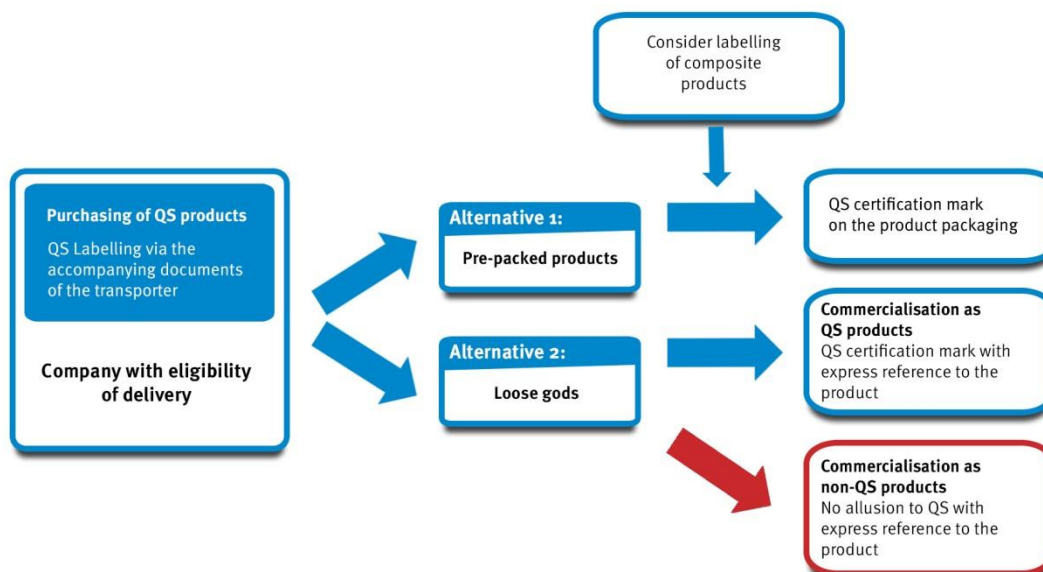 Consider labelling
of composite
products
Purchasing of QS products
QS Labelling via the
accompanying documents
of the transporter
Company with eligibility
of delivery
Alternative 1:
Pre-packed products
QS certification mark
on the product packaging
Alternative 2:
Loose gods
Commercialisation as
QS products
QS certification mark with
express reference to the
product
Commercialisation as
non-QS products
No allusion to QS with
express reference to the
product